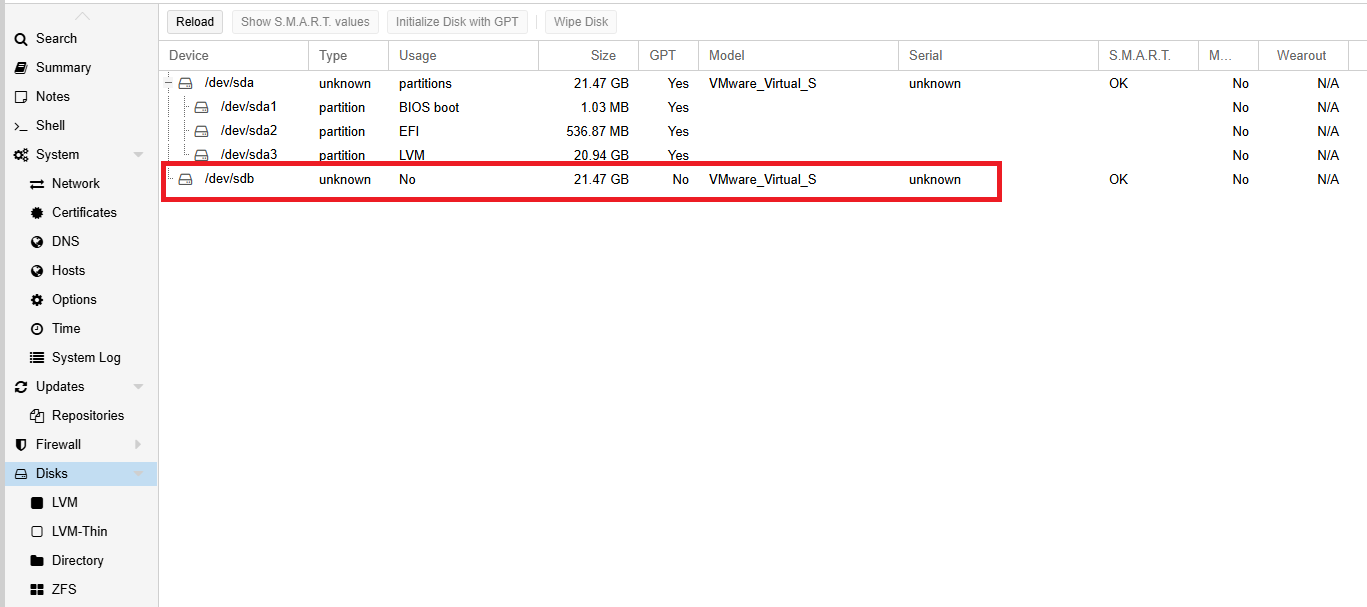 Reload Show S.M.A.R.T. values Initialize Disk with GPT Wipe Disk
Search
Summary
Notes
Shell
System
Network
Certificates
DNS
Hosts
Options
Time
System Log
Updates
Repositories
Firewall
Disks
LVM
LVM-Thin
Directory
ZFS
Device Type Usage Size GPT Model Serial S.M.A.R.T. M... Wearout
/dev/sda unknown partitions 21.47 GB Yes VMware_Virtual_S unknown OK No N/A
/dev/sda1 partition BIOS boot 1.03 MB Yes No N/A
/dev/sda2 partition EFI 536.87 MB Yes No N/A
/dev/sda3 partition LVM 20.94 GB Yes No N/A
/dev/sdb unknown No 21.47 GB No VMware_Virtual_S unknown OK No N/A